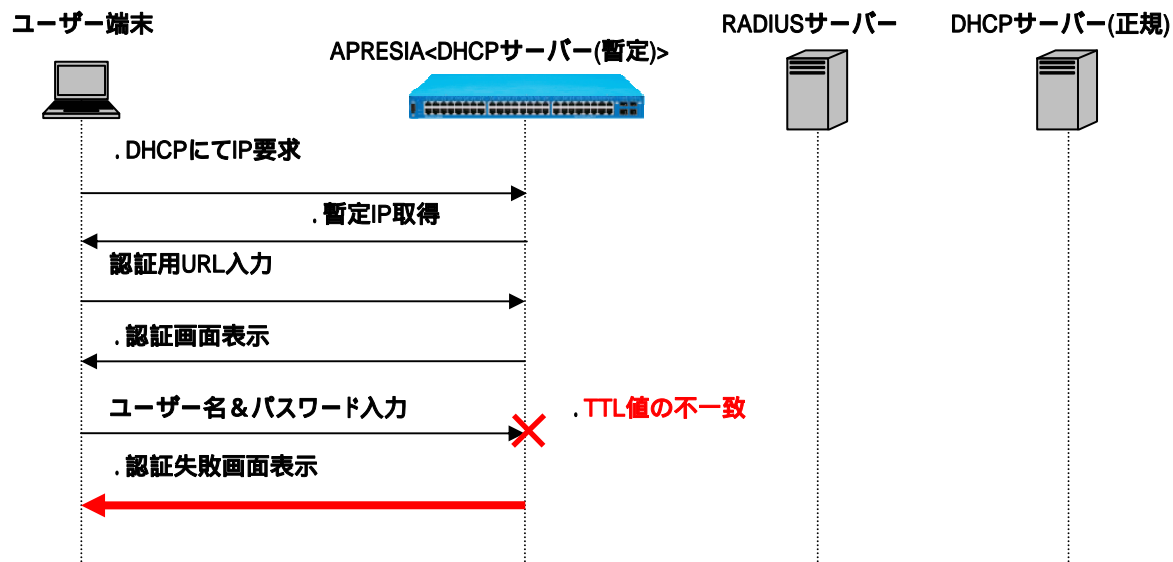 ユーザー端末
APRESIA<DHCPサーバー(暫定)>
RADIUSサーバー
DHCPサーバー(正規)
. DHCPにてIP要求
. 暫定IP取得
認証用URL入力
. 認証画面表示
ユーザー名&パスワード入力
. TTL値の不一致
. 認証失敗画面表示